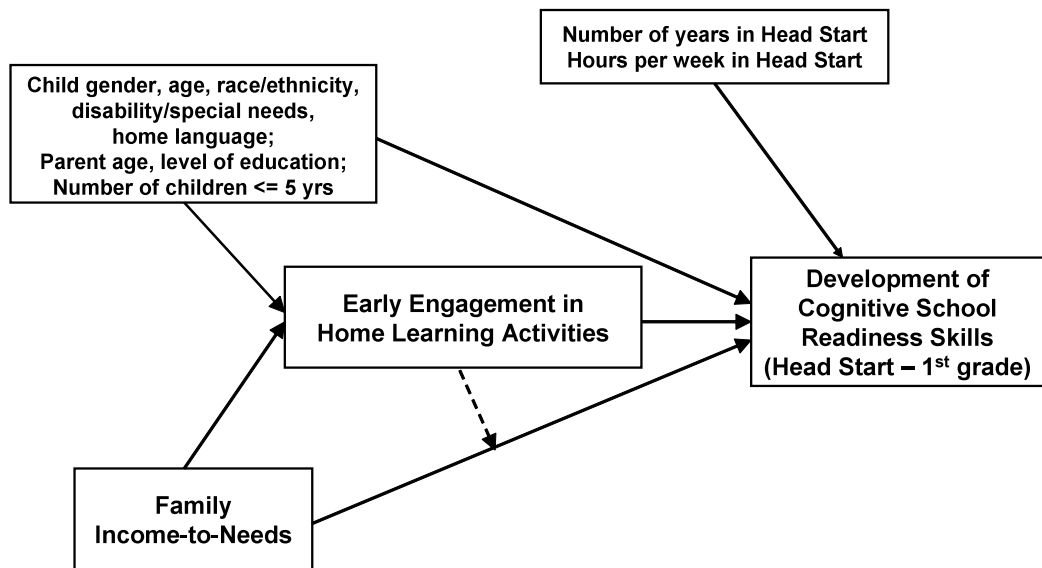 Number of years in Head Start
Hours per week in Head Start
Child gender, age, race/ethnicity,
disability/special needs,
home language;
Parent age, level of education;
Number of children <= 5 yrs
Early Engagement in
Home Learning Activities
Development of
Cognitive School
Readiness Skills
(Head Start – 1st grade)
Family
Income-to-Needs